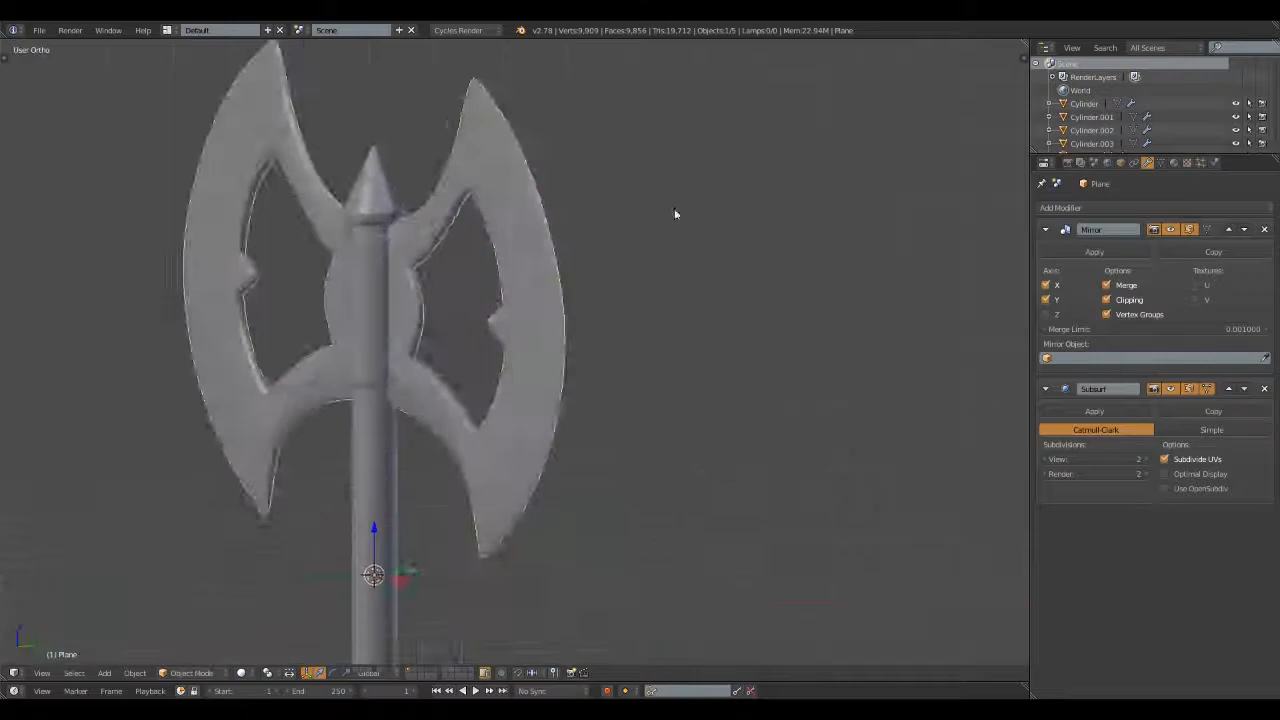 File Render Window Help Default Scene Cycles Render v2.78 | Verts:9,909 | Faces:9,856 | Tris:19,712 | Objects:1/5 | Lamps:0/0 | Mem:22.94M | Plane
User Ortho
View Search All Scenes
Scene
RenderLayers
World
Cylinder
Cylinder.001
Cylinder.002
Cylinder.003
Plane
Add Modifier
Mirror
Apply Copy
Axis: Options: Textures:
X Merge U
Y Clipping V
Z Vertex Groups
Merge Limit: 0.001000
Mirror Object:
Subsurf
Apply Copy
Catmull-Clark Simple
Subdivisions: Options:
View: 2 Subdivide UVs
Render: 2 Optimal Display
Use OpenSubdiv
(1) Plane
View Select Add Object Object Mode Global
View Marker Frame Playback Start: 1 End: 250 1 No Sync